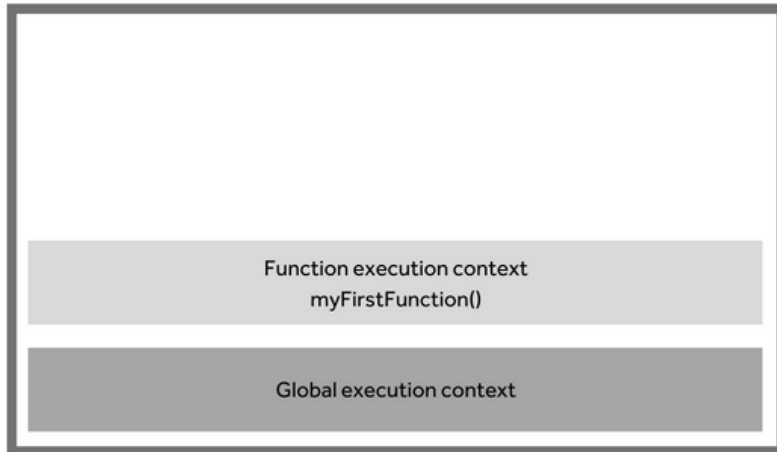 Function execution context
myFirstFunction()
Global execution context